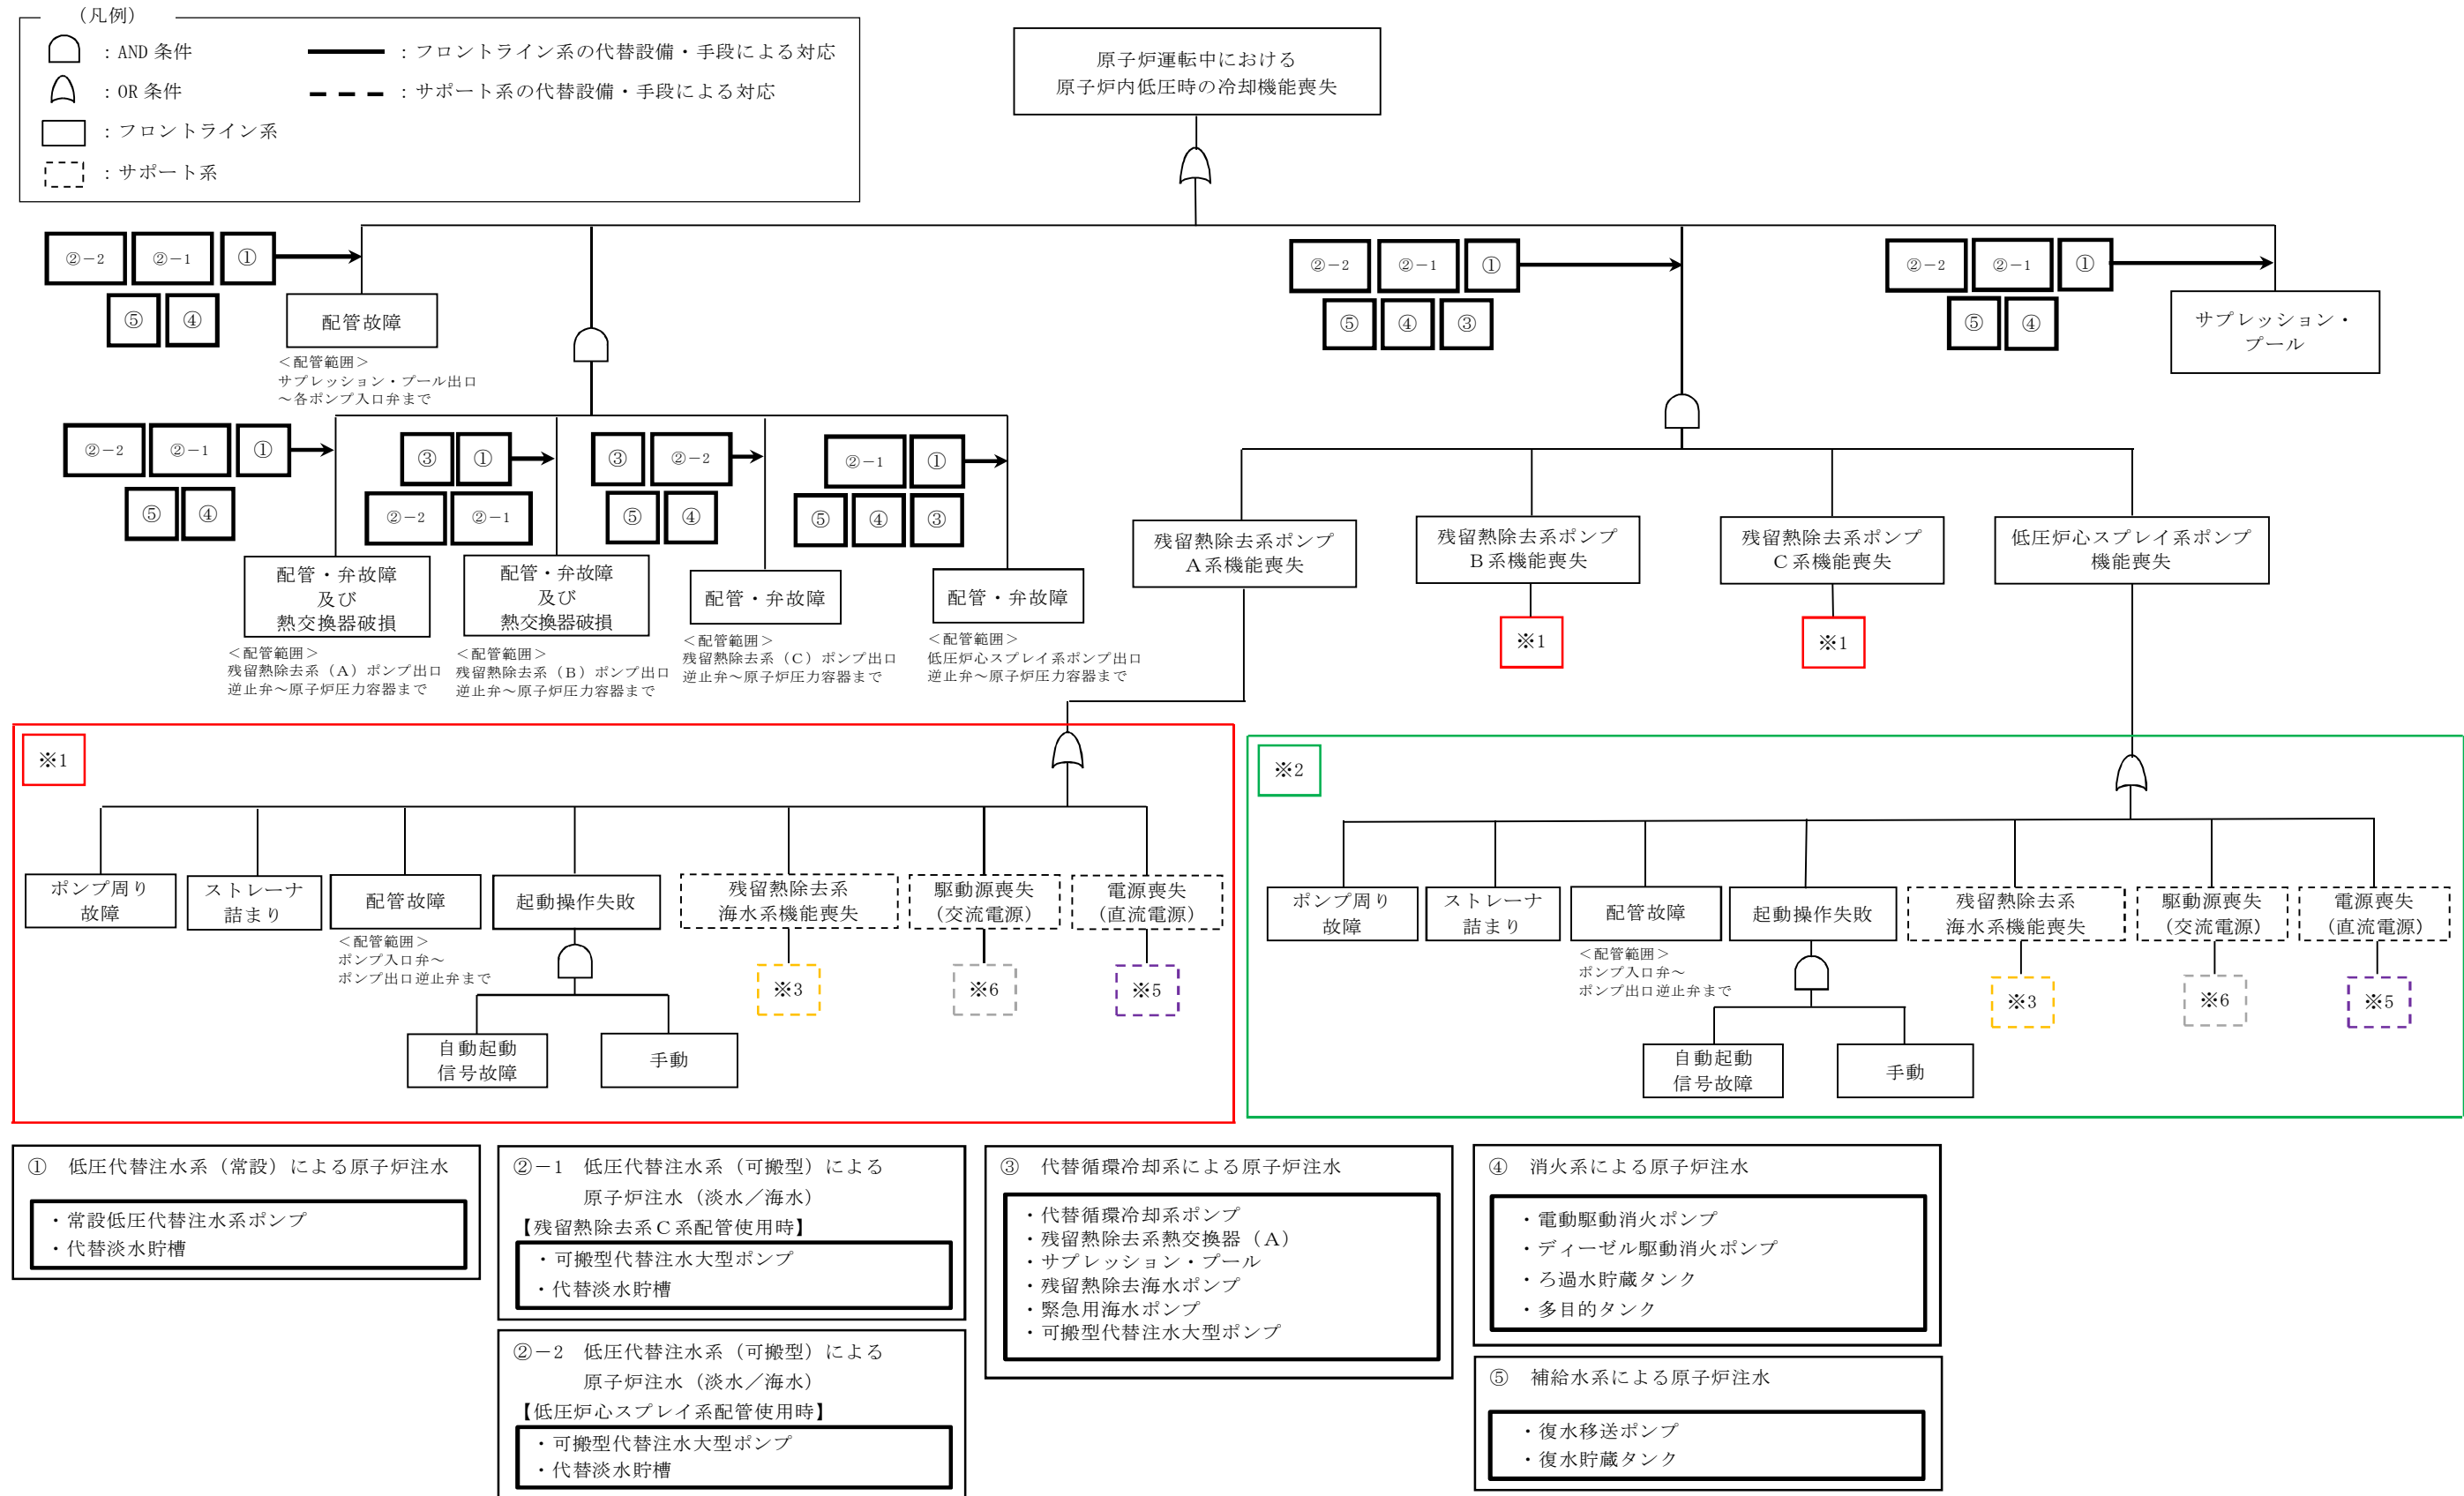 (凡例)
：AND 条件
：フロントライン系の代替設備・手段による対応
：OR 条件
：サポート系の代替設備・手段による対応
：フロントライン系
：サポート系
原子炉運転中における
原子炉内低圧時の冷却機能喪失
②－2
②－1
①
⑤
④
配管故障
＜配管範囲＞
サプレッション・プール出口
～各ポンプ入口弁まで
②－2
②－1
①
⑤
④
③
②－2
②－1
①
⑤
④
サプレッション・
プール
②－2
②－1
①
⑤
④
配管・弁故障
及び
熱交換器破損
＜配管範囲＞
残留熱除去系（A）ポンプ出口
逆止弁～原子炉圧力容器まで
③
①
②－2
②－1
配管・弁故障
及び
熱交換器破損
＜配管範囲＞
残留熱除去系（B）ポンプ出口
逆止弁～原子炉圧力容器まで
③
②－2
⑤
④
配管・弁故障
＜配管範囲＞
残留熱除去系（C）ポンプ出口
逆止弁～原子炉圧力容器まで
②－1
①
⑤
④
③
配管・弁故障
＜配管範囲＞
低圧炉心スプレイ系ポンプ出口
逆止弁～原子炉圧力容器まで
残留熱除去系ポンプ
A系機能喪失
残留熱除去系ポンプ
B系機能喪失
※1
残留熱除去系ポンプ
C系機能喪失
※1
低圧炉心スプレイ系ポンプ
機能喪失
※1
ポンプ周り
故障
ストレーナ
詰まり
配管故障
＜配管範囲＞
ポンプ入口弁～
ポンプ出口逆止弁まで
起動操作失敗
自動起動
信号故障
手動
残留熱除去系
海水系機能喪失
※3
駆動源喪失
（交流電源）
※6
電源喪失
（直流電源）
※5
※2
ポンプ周り
故障
ストレーナ
詰まり
配管故障
＜配管範囲＞
ポンプ入口弁～
ポンプ出口逆止弁まで
起動操作失敗
自動起動
信号故障
手動
残留熱除去系
海水系機能喪失
※3
駆動源喪失
（交流電源）
※6
電源喪失
（直流電源）
※5
① 低圧代替注水系（常設）による原子炉注水
・常設低圧代替注水系ポンプ
・代替淡水貯槽
②－1 低圧代替注水系（可搬型）による
原子炉注水（淡水／海水）
【残留熱除去系C系配管使用時】
・可搬型代替注水大型ポンプ
・代替淡水貯槽
②－2 低圧代替注水系（可搬型）による
原子炉注水（淡水／海水）
【低圧炉心スプレイ系配管使用時】
・可搬型代替注水大型ポンプ
・代替淡水貯槽
③ 代替循環冷却系による原子炉注水
・代替循環冷却系ポンプ
・残留熱除去系熱交換器（A）
・サプレッション・プール
・残留熱除去海水ポンプ
・緊急用海水ポンプ
・可搬型代替注水大型ポンプ
④ 消火系による原子炉注水
・電動駆動消火ポンプ
・ディーゼル駆動消火ポンプ
・ろ過水貯蔵タンク
・多目的タンク
⑤ 補給水系による原子炉注水
・復水移送ポンプ
・復水貯蔵タンク